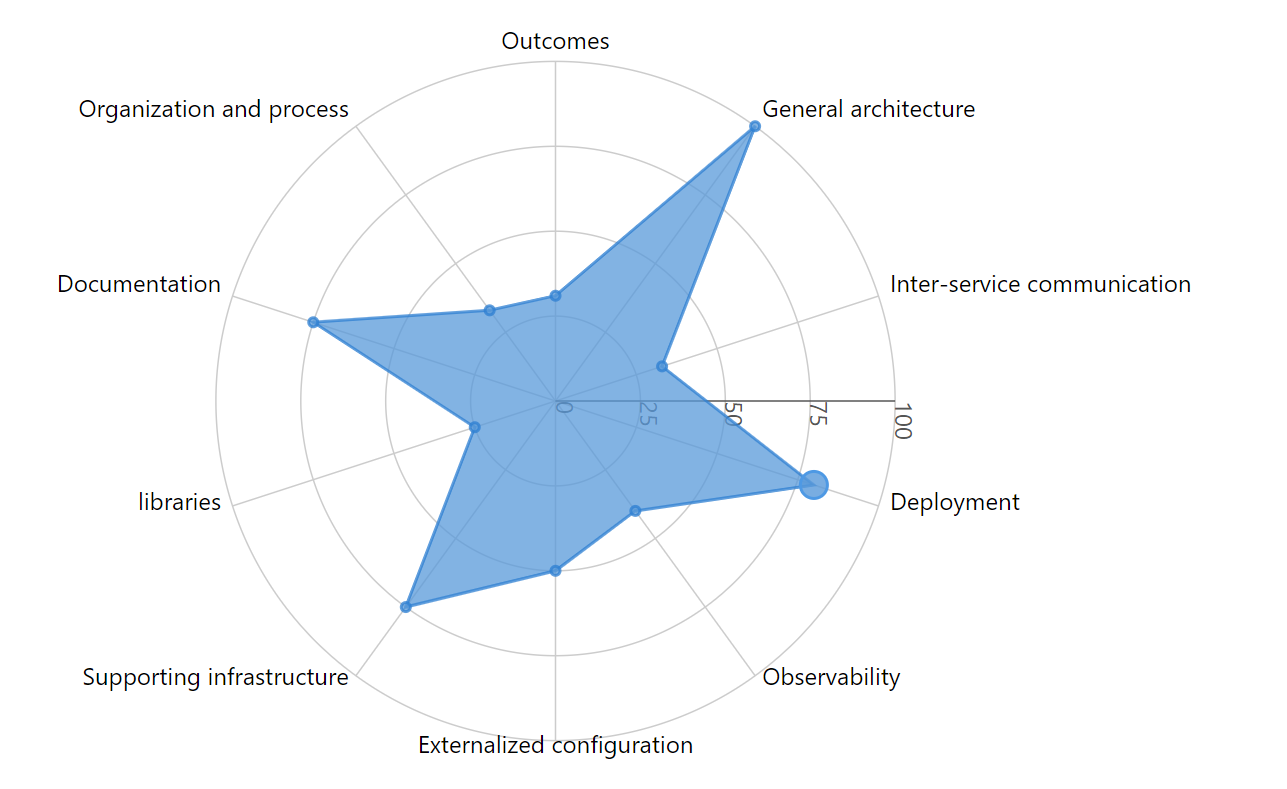 Outcomes
Organization and process
General architecture
Documentation
Inter-service communication
0
25
50
75
100
libraries
Deployment
Supporting infrastructure
Observability
Externalized configuration